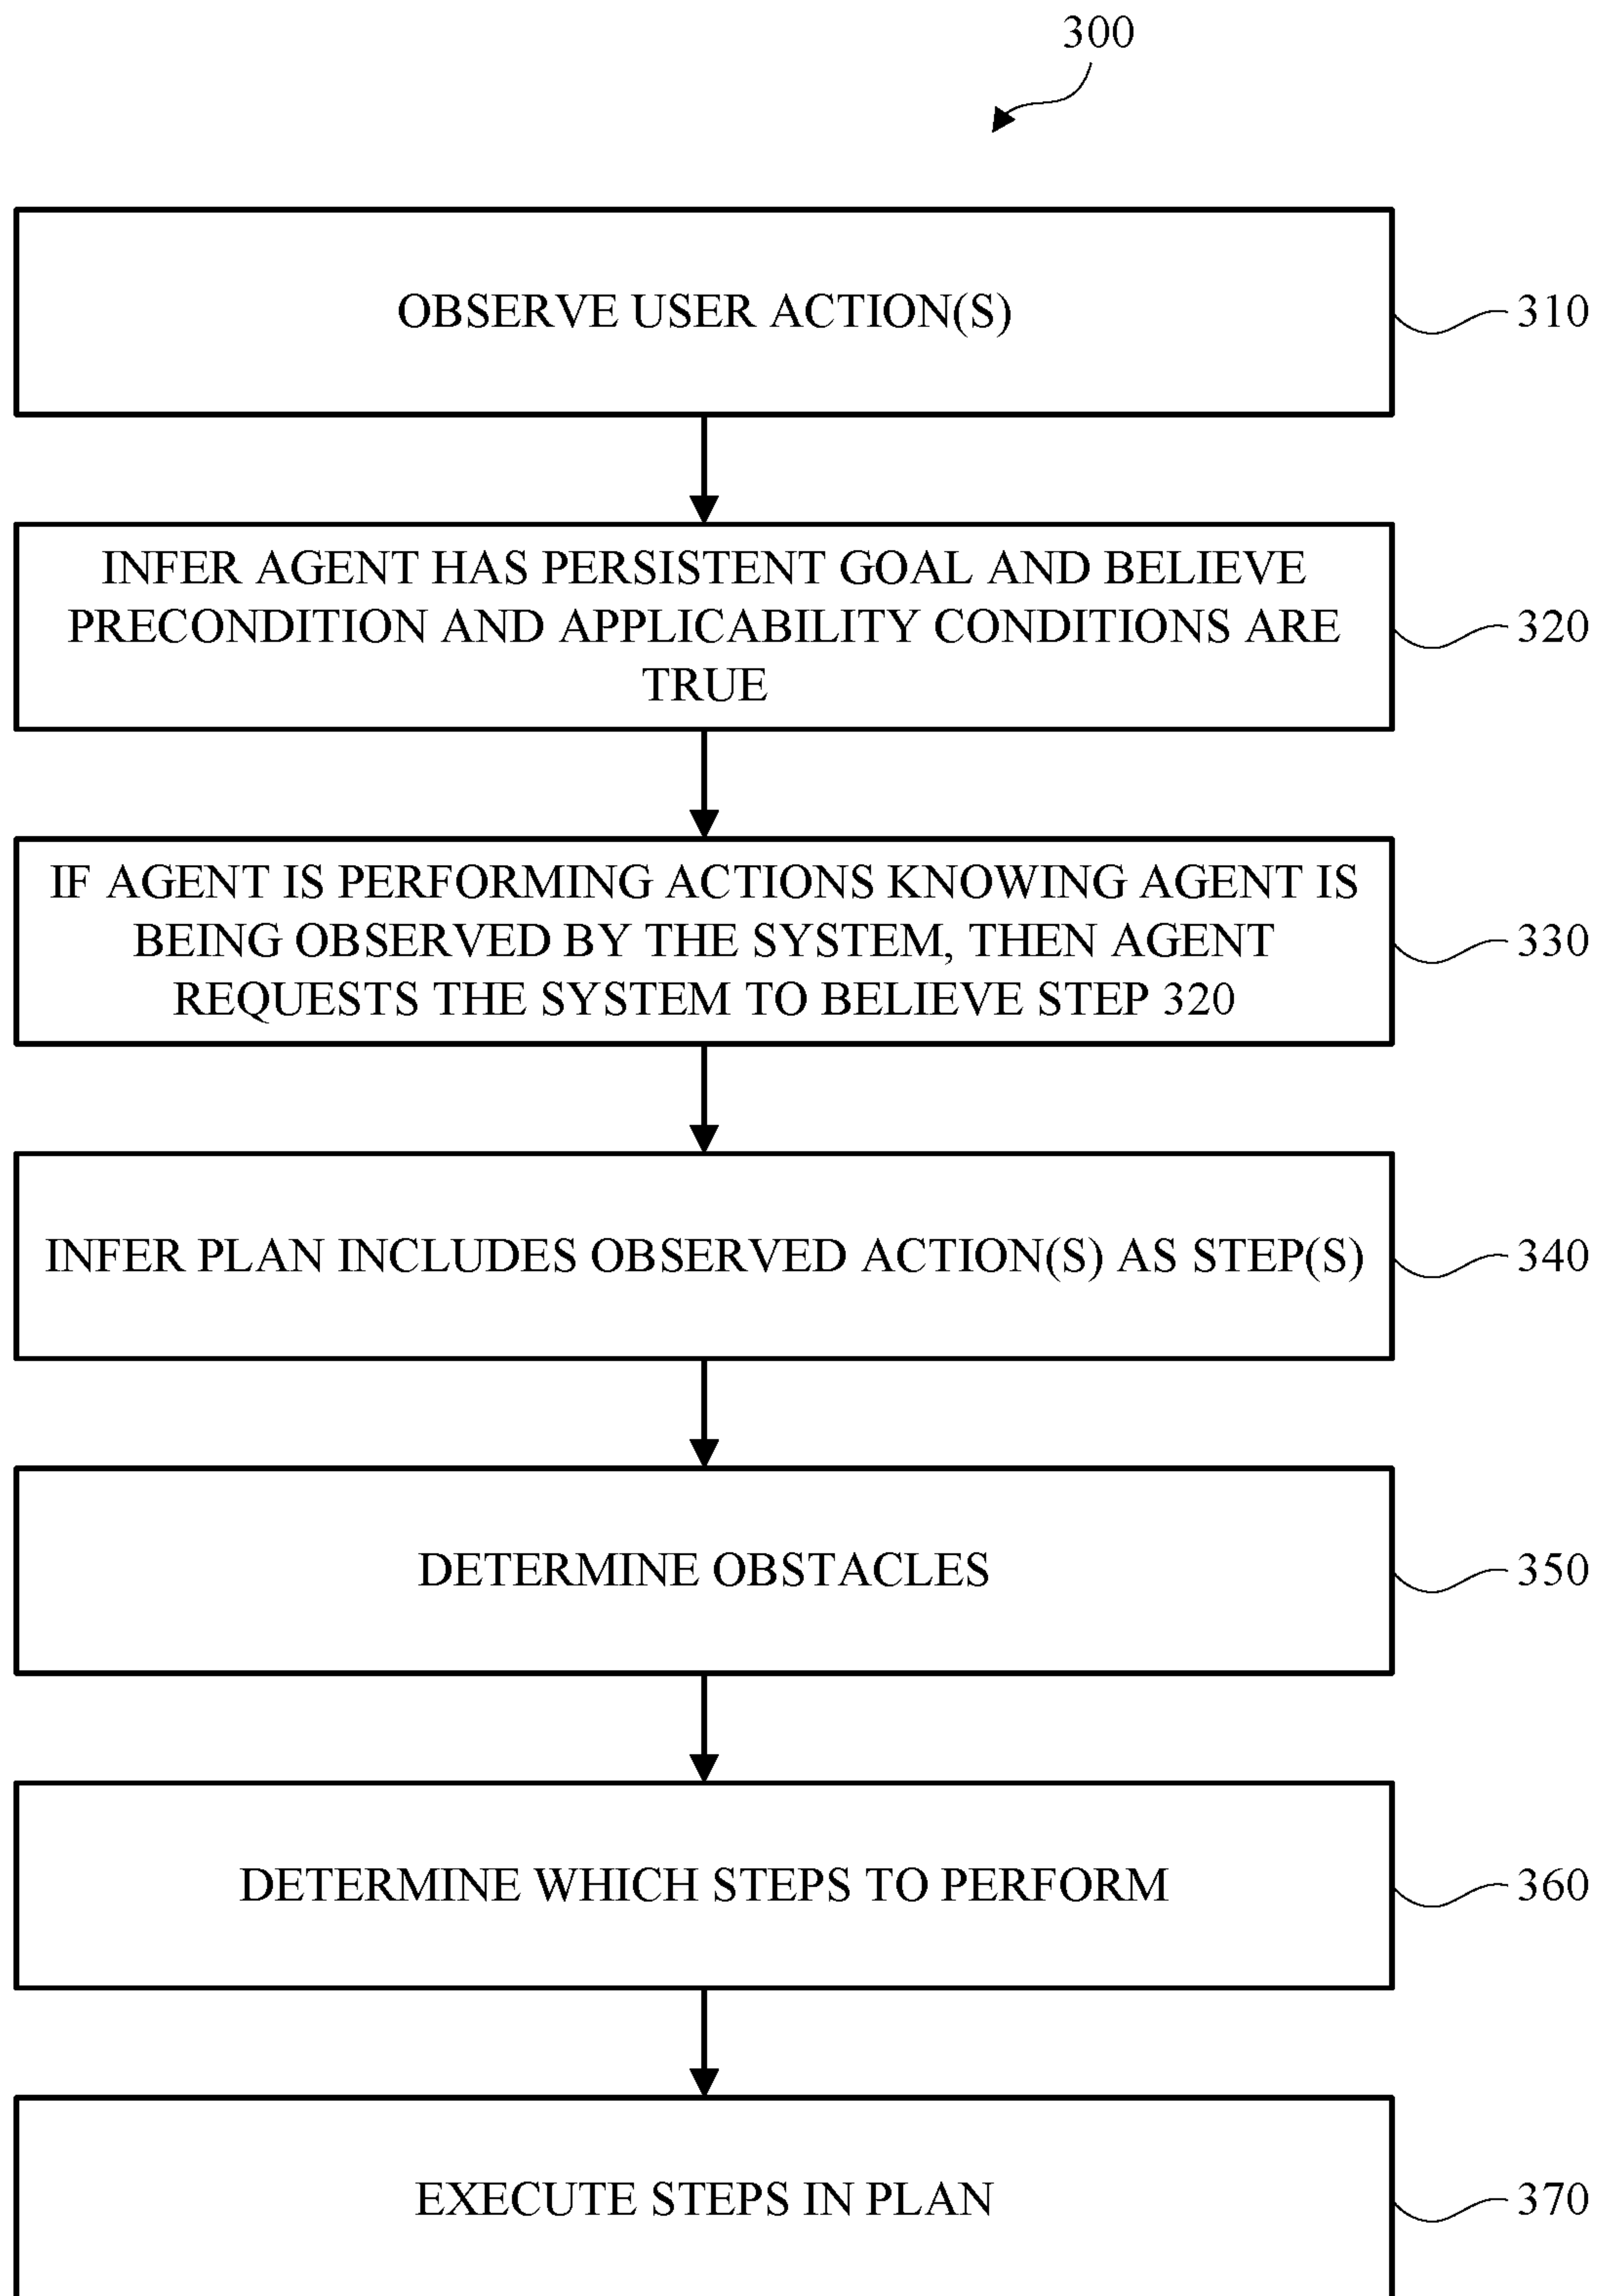 300
OBSERVE USER ACTION(S)
310
INFER AGENT HAS PERSISTENT GOAL AND BELIEVE
PRECONDITION AND APPLICABILITY CONDITIONS ARE
TRUE
320
IF AGENT IS PERFORMING ACTIONS KNOWING AGENT IS
BEING OBSERVED BY THE SYSTEM, THEN AGENT
REQUESTS THE SYSTEM TO BELIEVE STEP 320
330
INFER PLAN INCLUDES OBSERVED ACTION(S) AS STEP(S)
340
DETERMINE OBSTACLES
350
DETERMINE WHICH STEPS TO PERFORM
360
EXECUTE STEPS IN PLAN
370